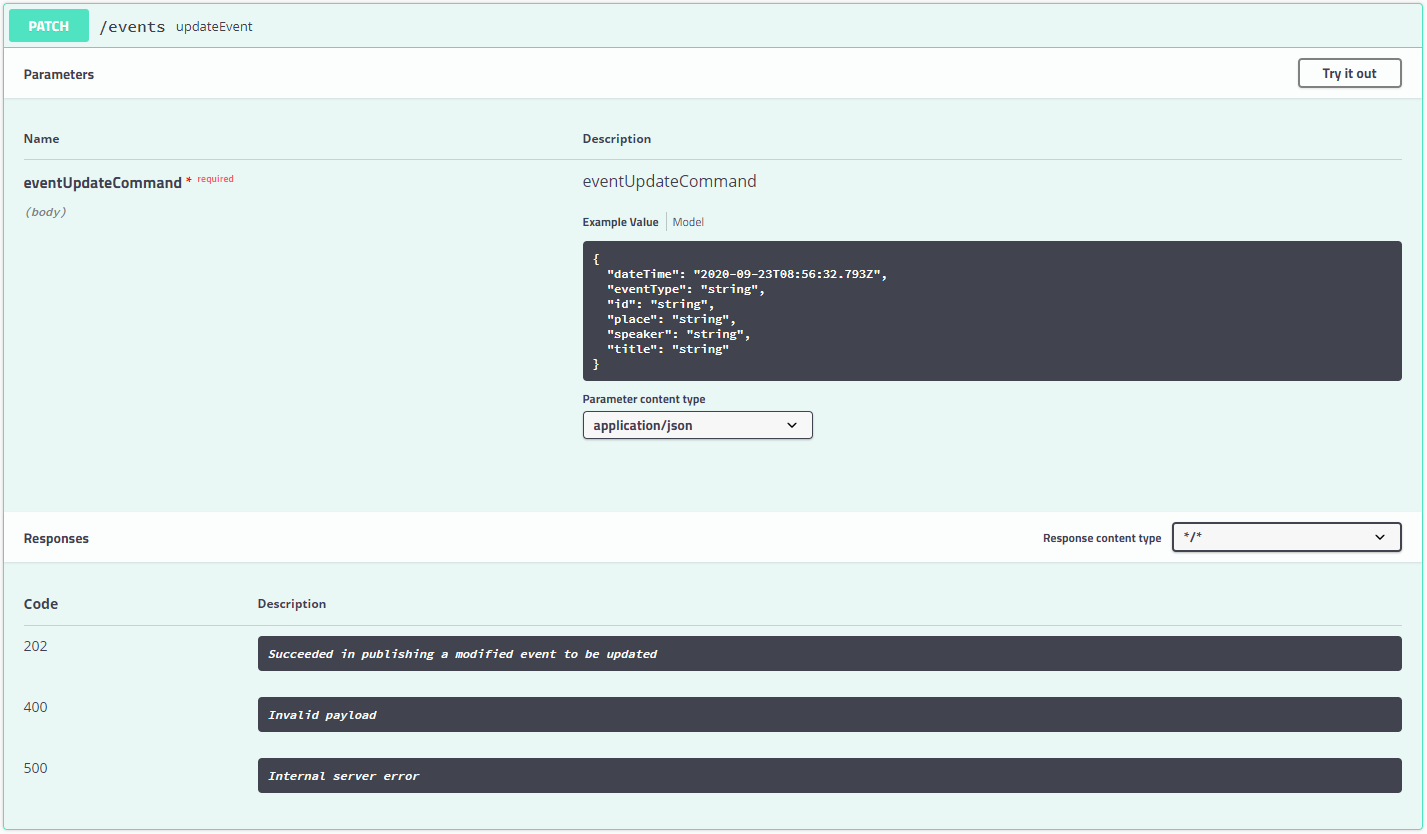 PATCH /events updateEvent
Parameters
Try it out
Name Description
eventUpdateCommand * required
(body)
eventUpdateCommand
Example Value Model
{
  "dateTime": "2020-09-23T08:56:32.793Z",
  "eventType": "string",
  "id": "string",
  "place": "string",
  "speaker": "string",
  "title": "string"
}
Parameter content type
application/json
Responses
Response content type */*
Code Description
202 Succeeded in publishing a modified event to be updated
400 Invalid payload
500 Internal server error